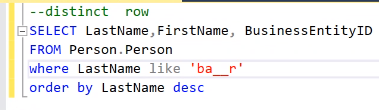 --distinct  row
SELECT LastName,FirstName, BusinessEntityID
FROM Person.Person
where LastName like 'ba__r'
order by LastName desc